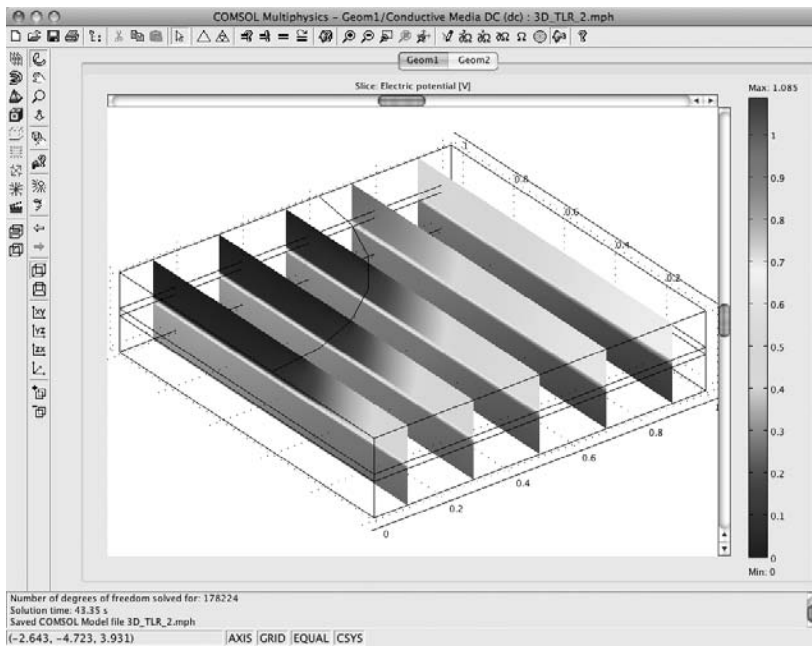 COMSOL Multiphysics - Geom1/Conductive Media DC (dc) : 3D_TLR_2.mph
Geom1 Geom2
Slice: Electric potential [V]
Max: 1.085
1
0.8
0.6
0.4
0.2
0
0.2
0.4
0.6
0.8
1
1
0.9
0.8
0.7
0.6
0.5
0.4
0.3
0.2
0.1
0
Min: 0
Number of degrees of freedom solved for: 178224
Solution time: 43.35 s
Saved COMSOL Model file 3D_TLR_2.mph
(-2.643, -4.723, 3.931) AXIS GRID EQUAL CSYS